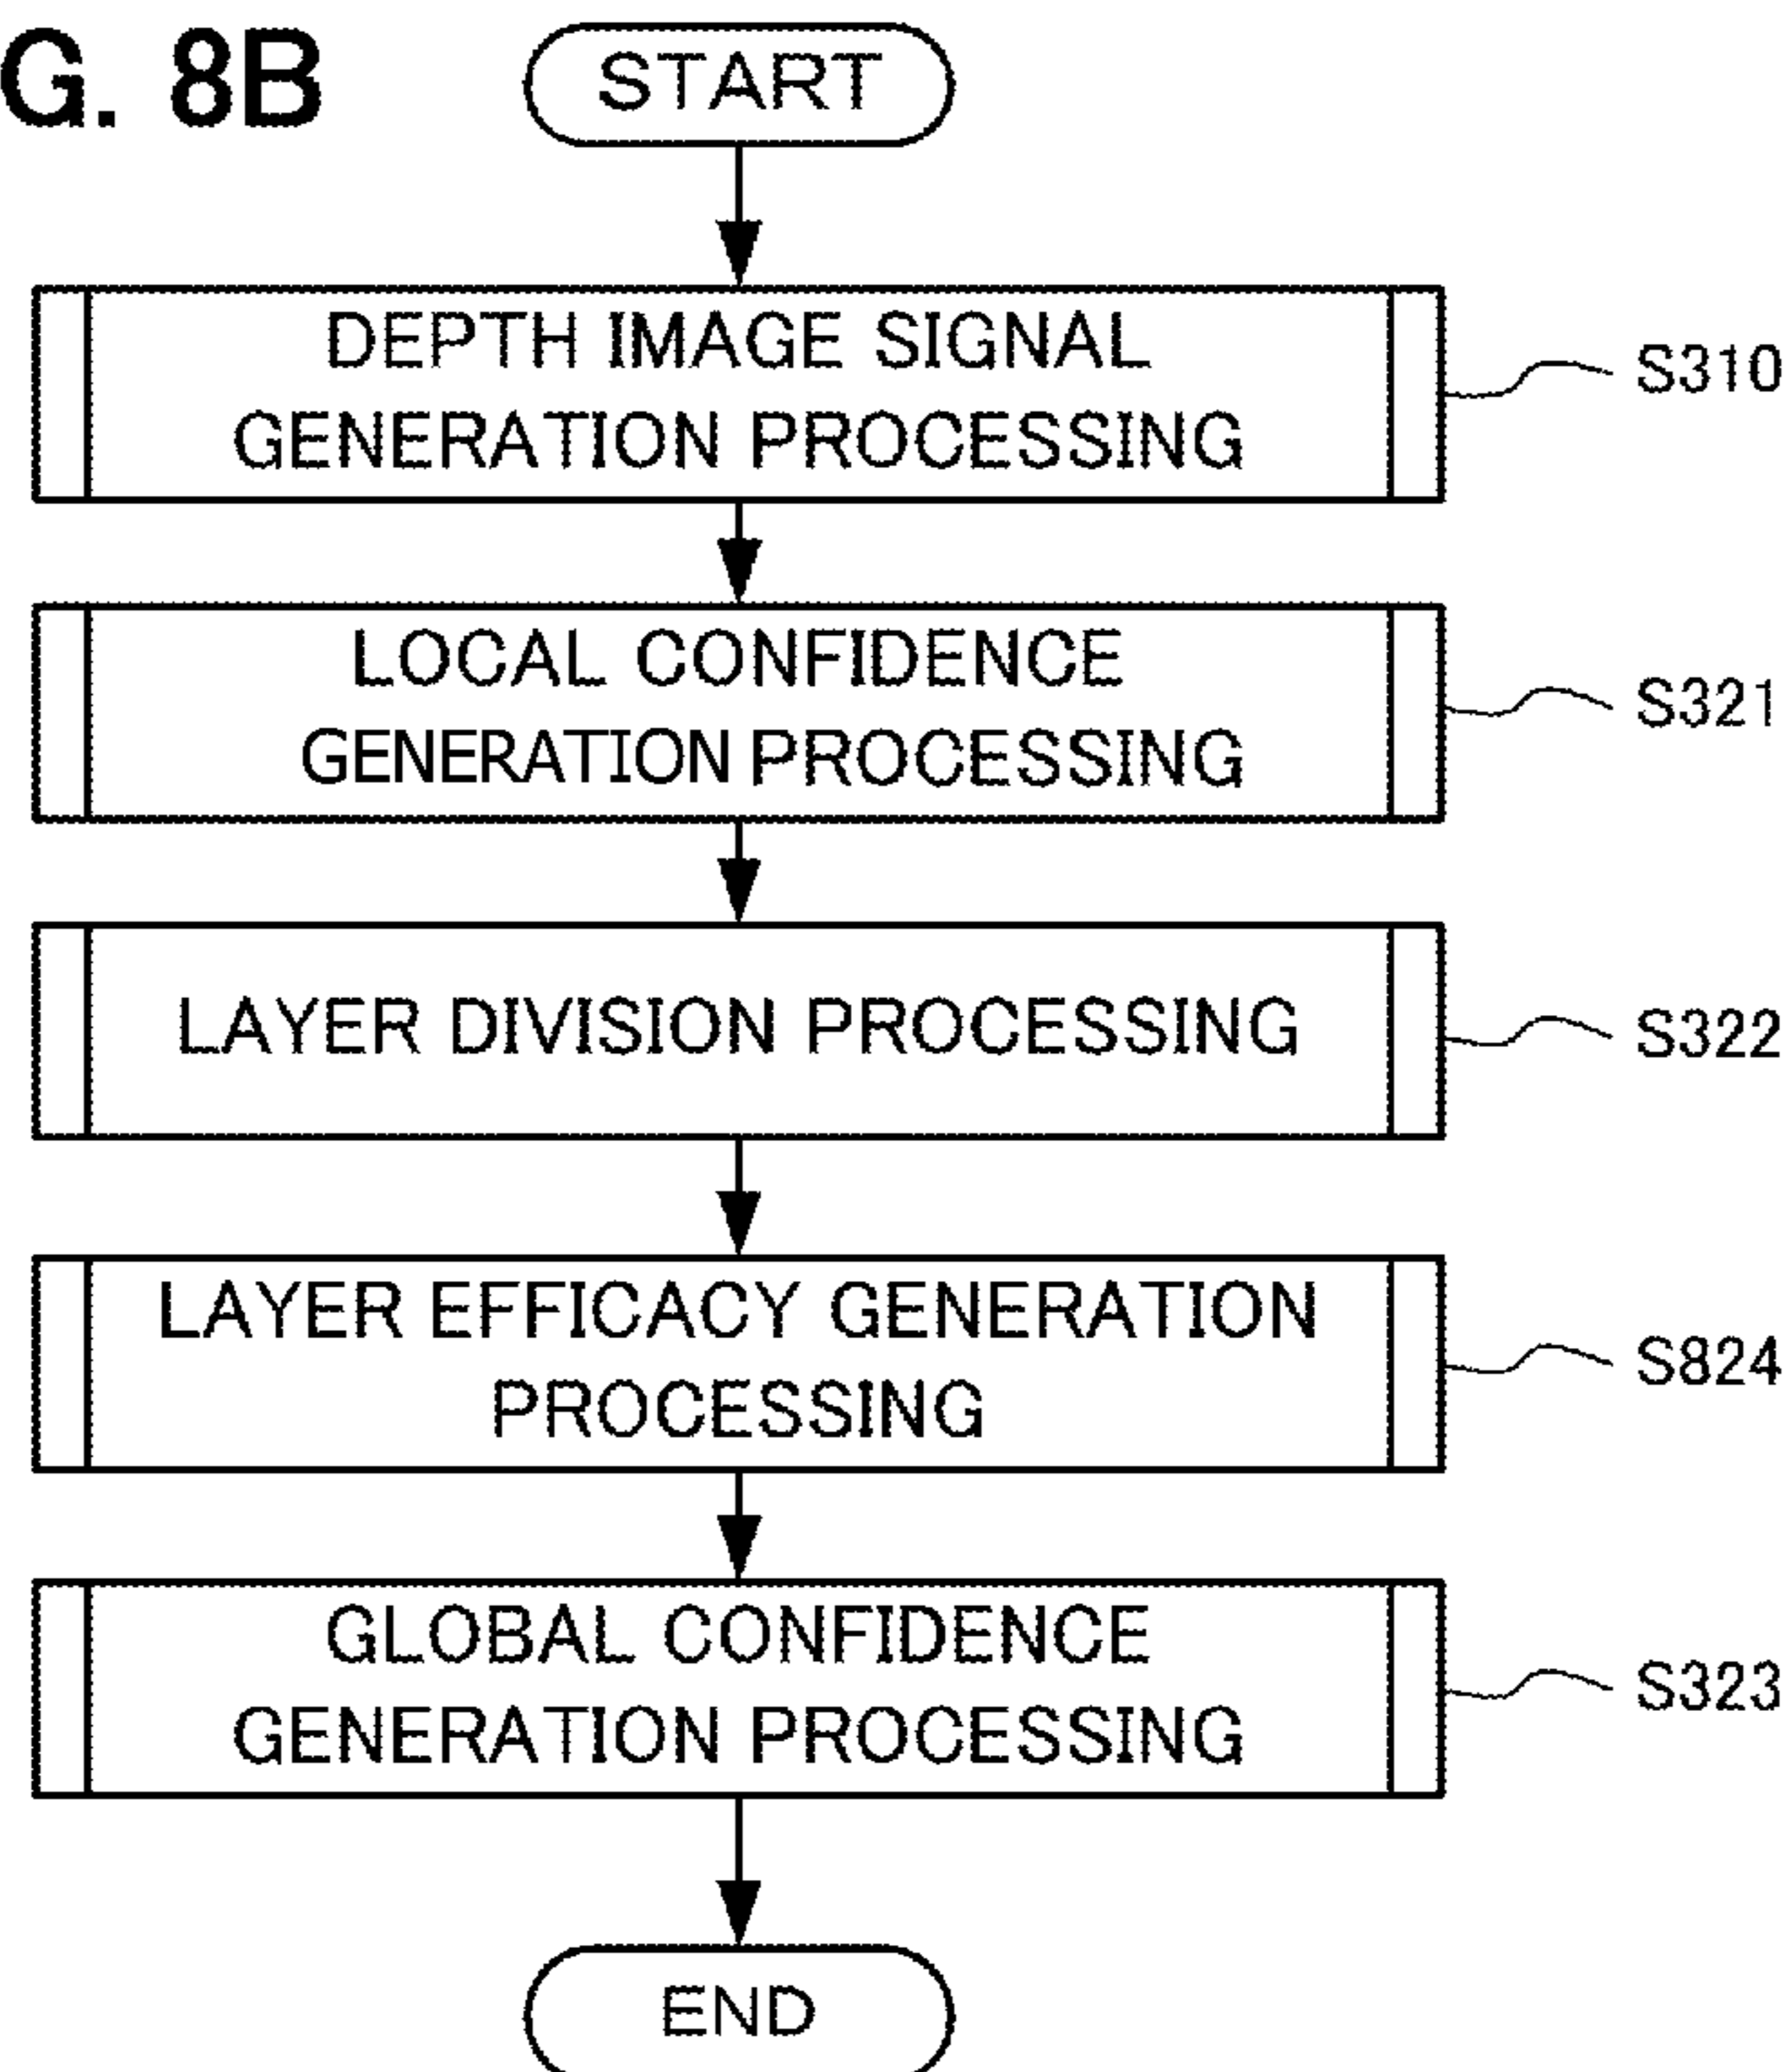 G. 8B
START
DEPTH IMAGE SIGNAL
GENERATION PROCESSING
S310
LOCAL CONFIDENCE
GENERATION PROCESSING
S321
LAYER DIVISION PROCESSING
S322
LAYER EFFICACY GENERATION
PROCESSING
S824
GLOBAL CONFIDENCE
GENERATION PROCESSING
S323
END